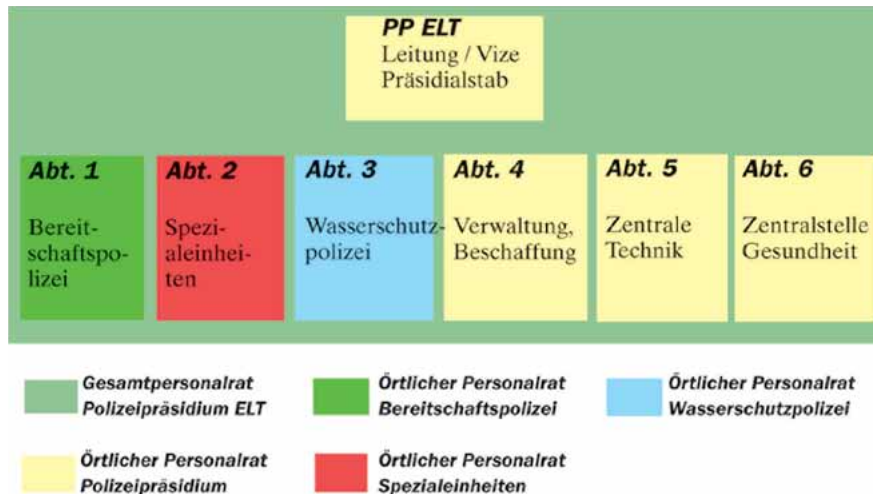 PP ELT
Leitung / Vize
Präsidialstab
Abt. 1
Bereit-
schaftspo-
lizei
Abt. 2
Spezi-
aleinhei-
ten
Abt. 3
Wasserschutz-
polizei
Abt. 4
Verwaltung,
Beschaffung
Abt. 5
Zentrale
Technik
Abt. 6
Zentralstelle
Gesundheit
Gesamtpersonalrat
Polizeipräsidium ELT
Örtlicher Personalrat
Bereitschaftspolizei
Örtlicher Personalrat
Wasserschutzpolizei
Örtlicher Personalrat
Polizeipräsidium
Örtlicher Personalrat
Spezialeinheiten